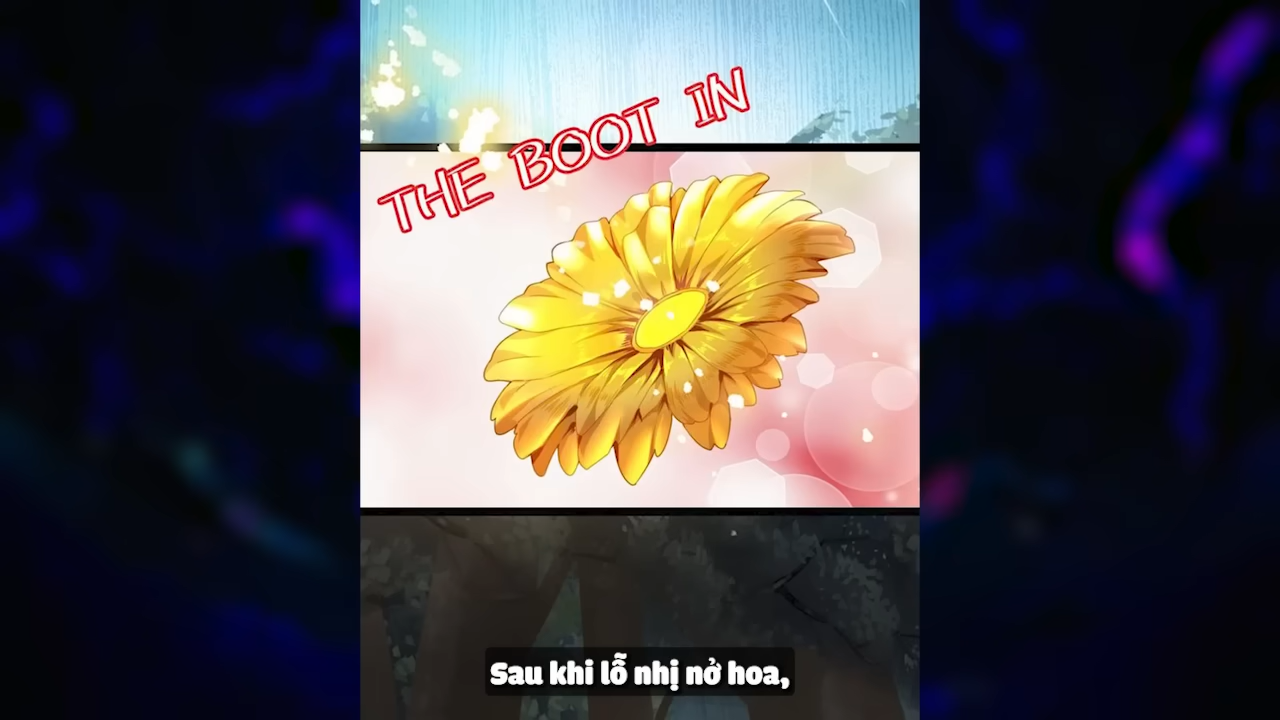 THE BOOT IN
Sau khi lỗ nhị nở hoa,